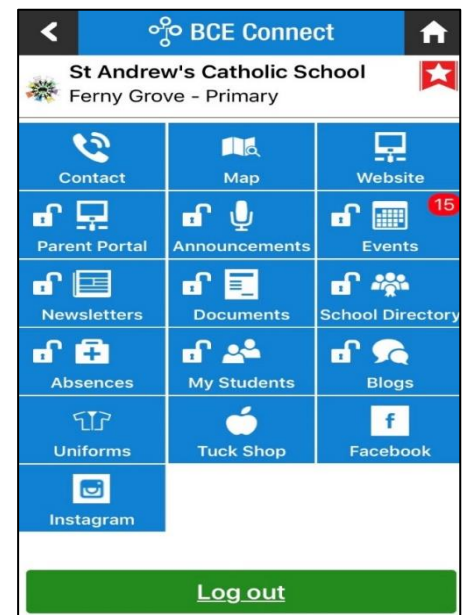 BCE Connect
St Andrew's Catholic School
Ferny Grove - Primary
Contact Map Website
15
Parent Portal Announcements Events
Newsletters Documents School Directory
Absences My Students Blogs
f
Uniforms Tuck Shop Facebook
Instagram
Log out